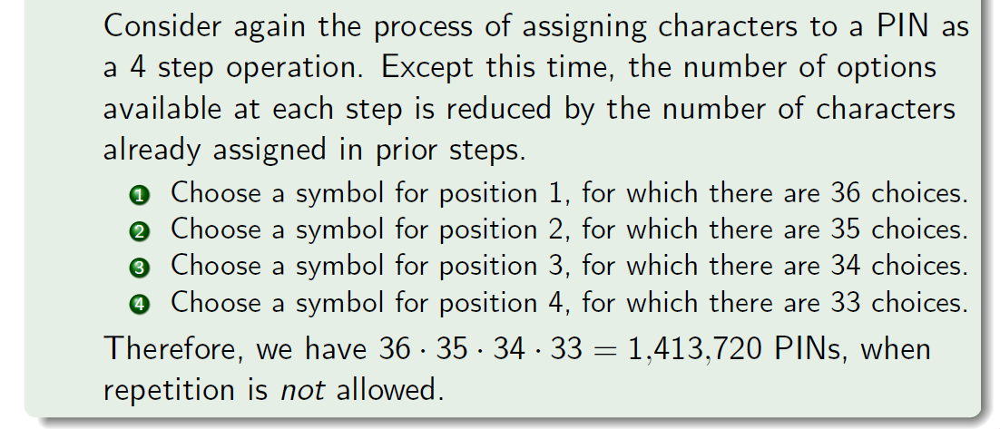 Consider again the process of assigning characters to a PIN as
a 4 step operation. Except this time, the number of options
available at each step is reduced by the number of characters
already assigned in prior steps.
1 Choose a symbol for position 1, for which there are 36 choices.
2 Choose a symbol for position 2, for which there are 35 choices.
3 Choose a symbol for position 3, for which there are 34 choices.
4 Choose a symbol for position 4, for which there are 33 choices.
Therefore, we have 36 · 35 · 34 · 33 = 1,413,720 PINs, when
repetition is not allowed.